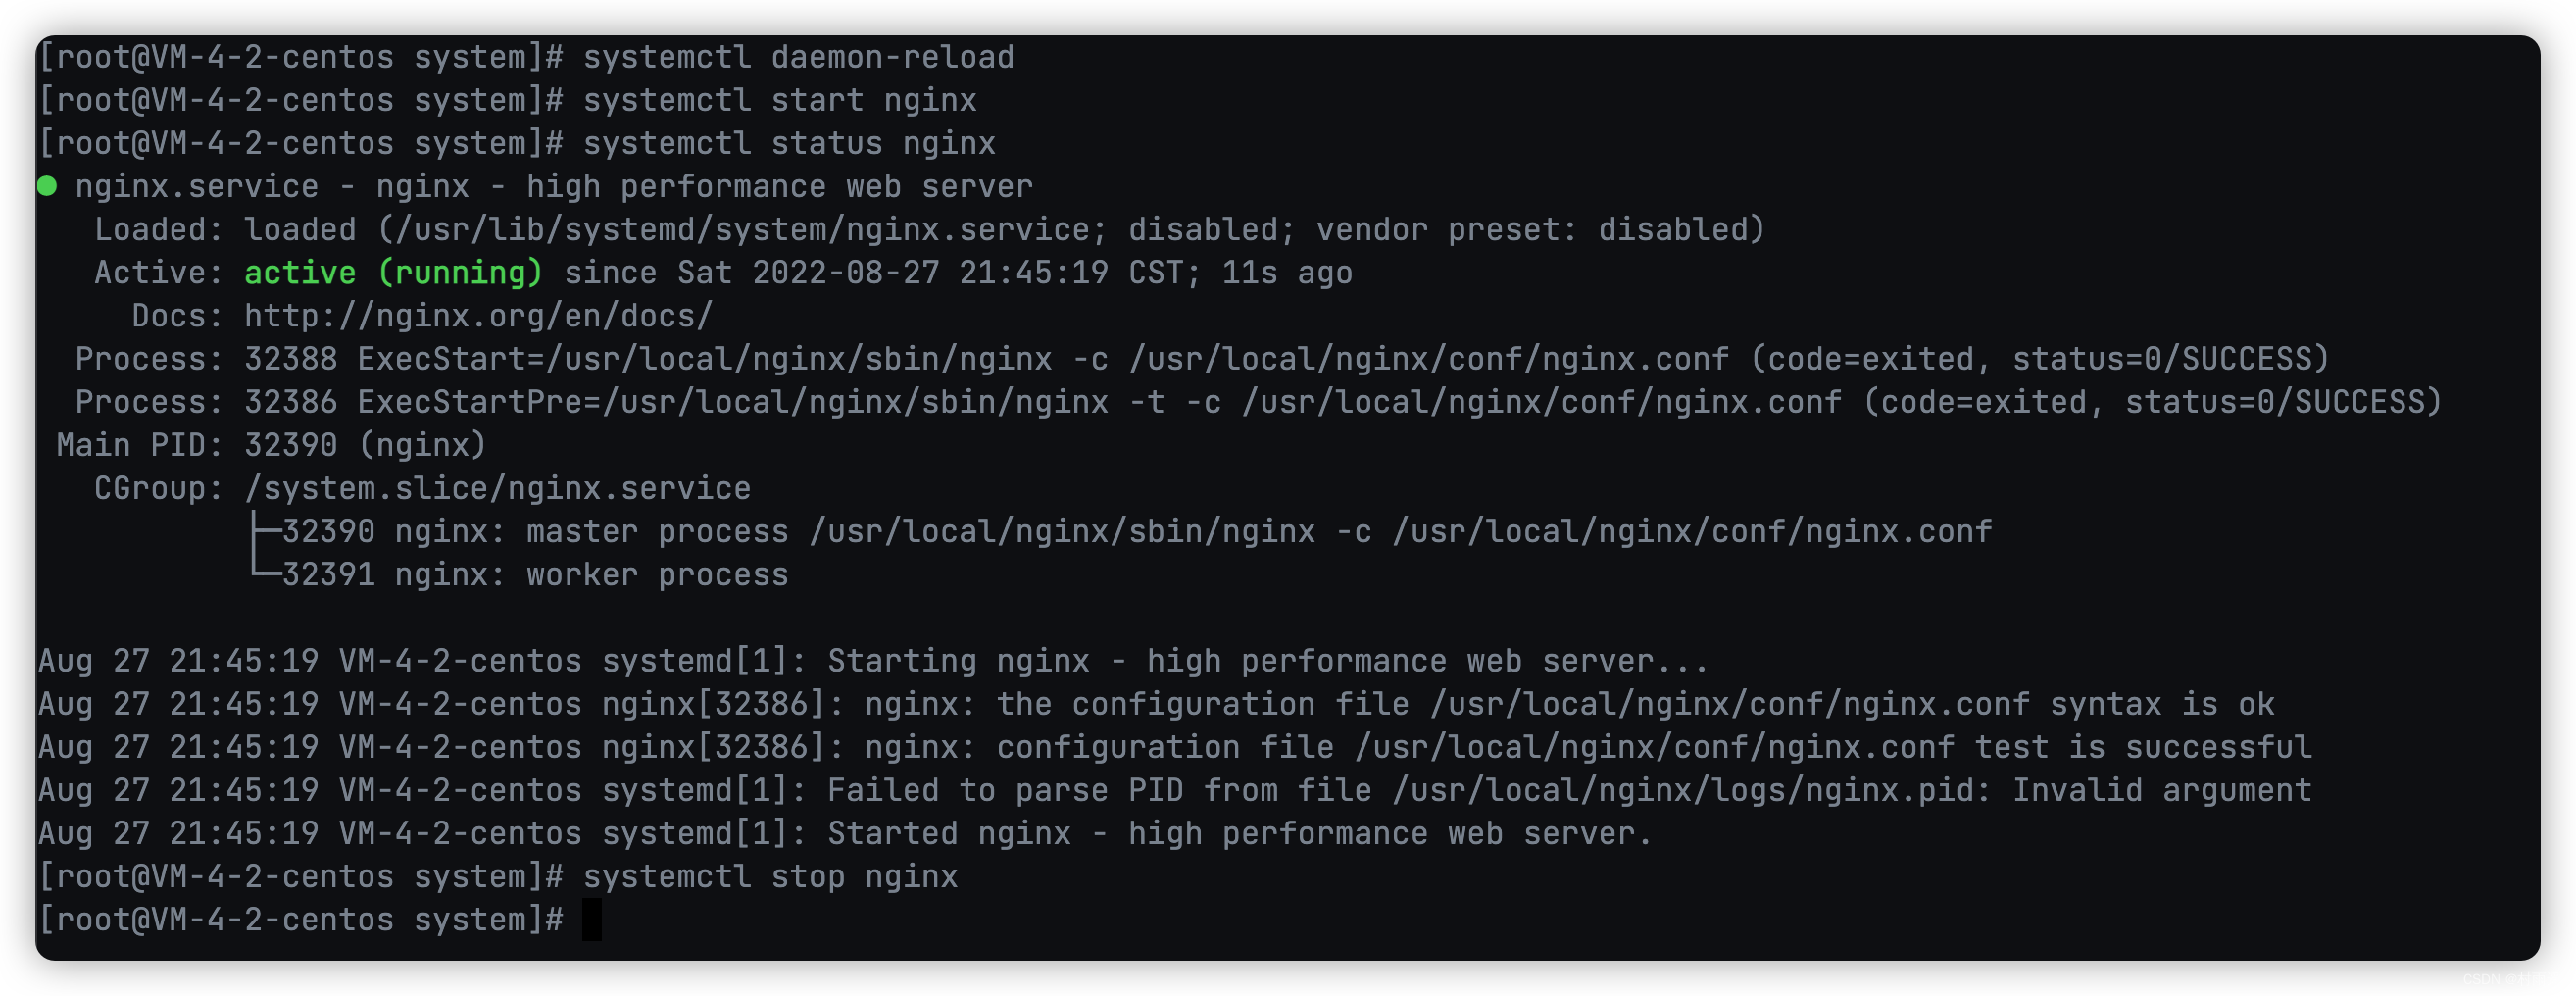 [root@VM-4-2-centos system]# systemctl daemon-reload
[root@VM-4-2-centos system]# systemctl start nginx
[root@VM-4-2-centos system]# systemctl status nginx
● nginx.service - nginx - high performance web server
   Loaded: loaded (/usr/lib/systemd/system/nginx.service; disabled; vendor preset: disabled)
   Active: active (running) since Sat 2022-08-27 21:45:19 CST; 11s ago
     Docs: http://nginx.org/en/docs/
  Process: 32388 ExecStart=/usr/local/nginx/sbin/nginx -c /usr/local/nginx/conf/nginx.conf (code=exited, status=0/SUCCESS)
  Process: 32386 ExecStartPre=/usr/local/nginx/sbin/nginx -t -c /usr/local/nginx/conf/nginx.conf (code=exited, status=0/SUCCESS)
 Main PID: 32390 (nginx)
   CGroup: /system.slice/nginx.service
           ├─32390 nginx: master process /usr/local/nginx/sbin/nginx -c /usr/local/nginx/conf/nginx.conf
           └─32391 nginx: worker process

Aug 27 21:45:19 VM-4-2-centos systemd[1]: Starting nginx - high performance web server...
Aug 27 21:45:19 VM-4-2-centos nginx[32386]: nginx: the configuration file /usr/local/nginx/conf/nginx.conf syntax is ok
Aug 27 21:45:19 VM-4-2-centos nginx[32386]: nginx: configuration file /usr/local/nginx/conf/nginx.conf test is successful
Aug 27 21:45:19 VM-4-2-centos systemd[1]: Failed to parse PID from file /usr/local/nginx/logs/nginx.pid: Invalid argument
Aug 27 21:45:19 VM-4-2-centos systemd[1]: Started nginx - high performance web server.
[root@VM-4-2-centos system]# systemctl stop nginx
[root@VM-4-2-centos system]#